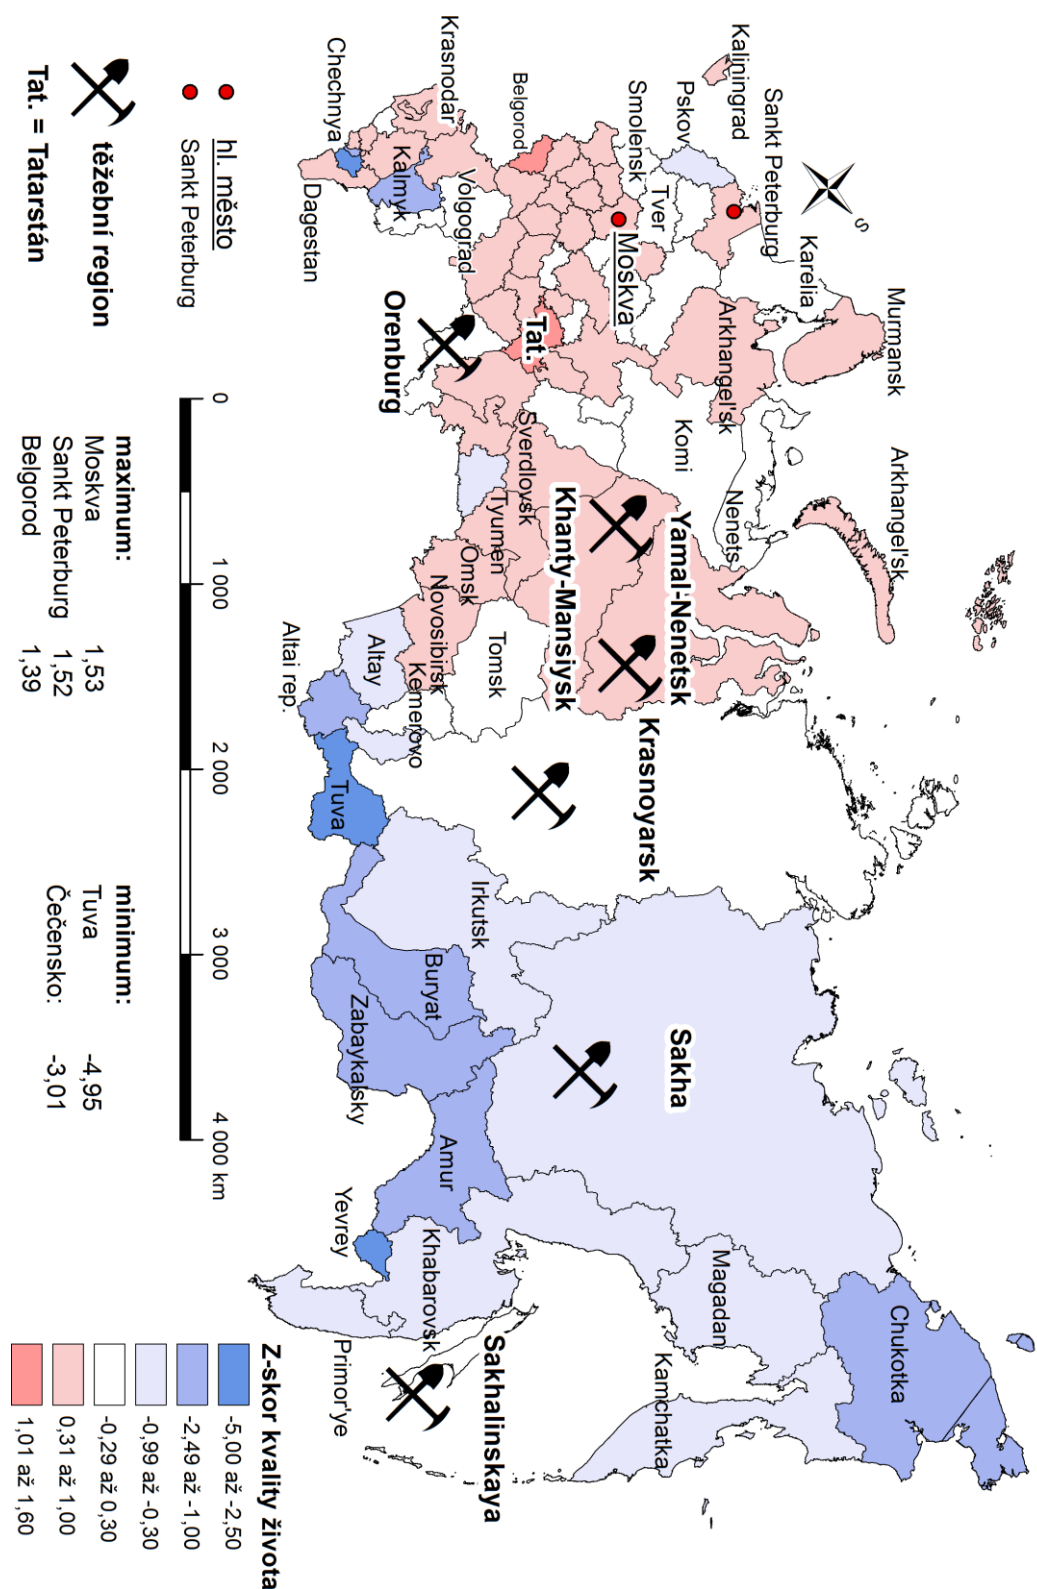 Murmansk
Karelia
Sankt Peterburg
Kaliningrad
Pskov
Tver
Smolensk
Moskva
Belgorod
Krasnodar
Volgograd
Kalmyk
Chechnya
Dagestan
Arkhangel'sk
Arkhangel'sk
Nenets
Komi
Tat.
Orenburg
Sverdlovsk
Yamal-Nenetsk
Khanty-Mansiysk
Tyumen
Omsk
Novosibirsk
Tomsk
Kemerovo
Altay
Altai rep.
Krasnoyarsk
Tuva
Irkutsk
Buryat
Zabaykalsky
Sakha
Amur
Yevrey
Khabarovsk
Primor'ye
Sakhalinskaya
Magadan
Kamchatka
Chukotka
S
hl. město
Sankt Peterburg
těžební region
Tat. = Tatarstán
0 1 000 2 000 3 000 4 000 km
maximum:
Moskva 1,53
Sankt Peterburg 1,52
Belgorod 1,39
minimum:
Tuva -4,95
Čečensko: -3,01
Z-skor kvality života
-5,00 až -2,50
-2,49 až -1,00
-0,99 až -0,30
-0,29 až 0,30
0,31 až 1,00
1,01 až 1,60